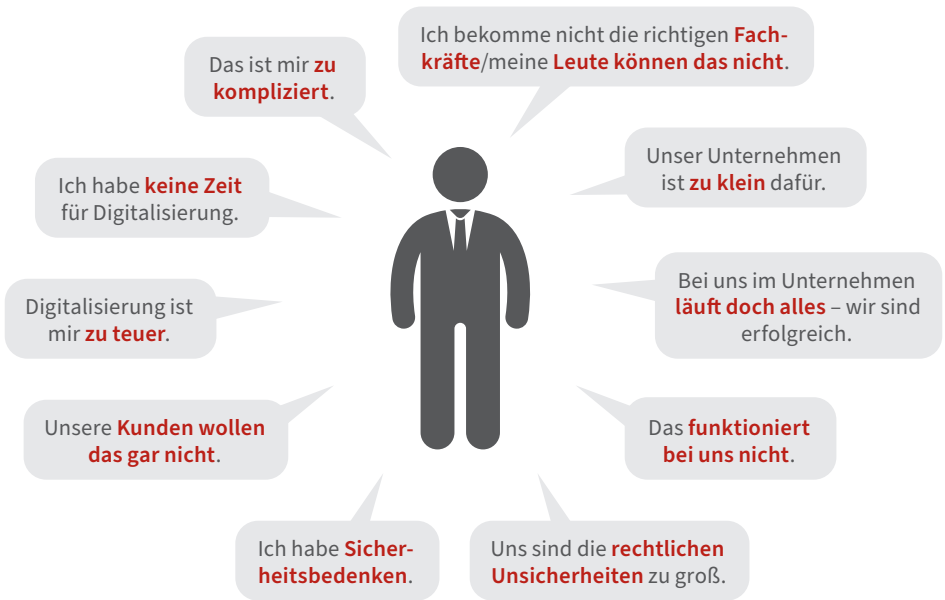 Ich bekomme nicht die richtigen Fach-
kräfte/meine Leute können das nicht.
Das ist mir zu
kompliziert.
Unser Unternehmen
ist zu klein dafür.
Ich habe keine Zeit
für Digitalisierung.
Bei uns im Unternehmen
läuft doch alles – wir sind
erfolgreich.
Digitalisierung ist
mir zu teuer.
Das funktioniert
bei uns nicht.
Unsere Kunden wollen
das gar nicht.
Ich habe Sicher-
heitsbedenken.
Uns sind die rechtlichen
Unsicherheiten zu groß.